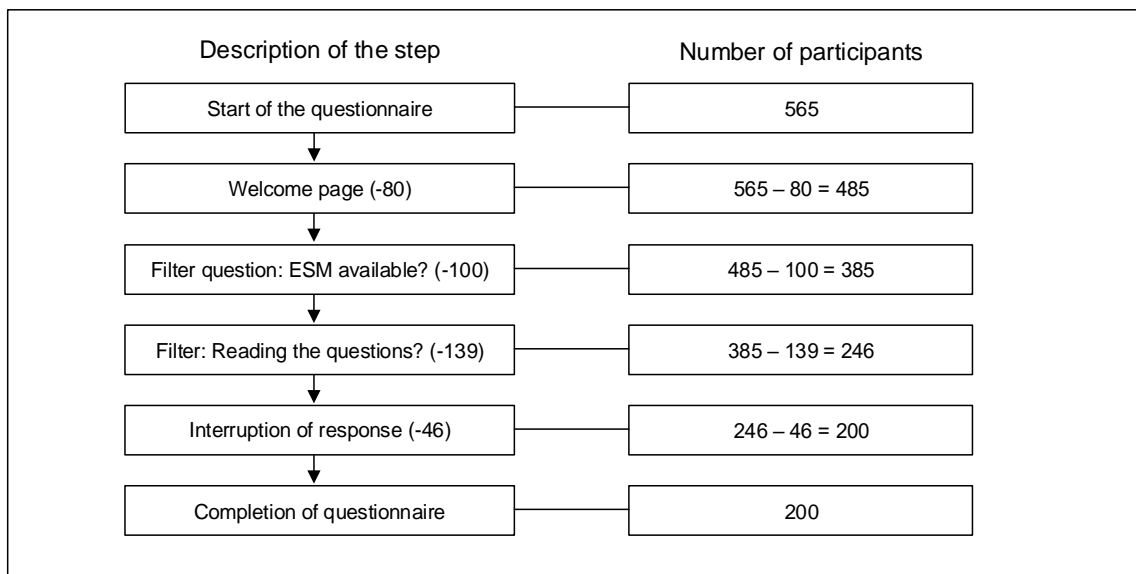 Description of the step
Number of participants
Start of the questionnaire
565
Welcome page (-80)
565 – 80 = 485
Filter question: ESM available? (-100)
485 – 100 = 385
Filter: Reading the questions? (-139)
385 – 139 = 246
Interruption of response (-46)
246 – 46 = 200
Completion of questionnaire
200